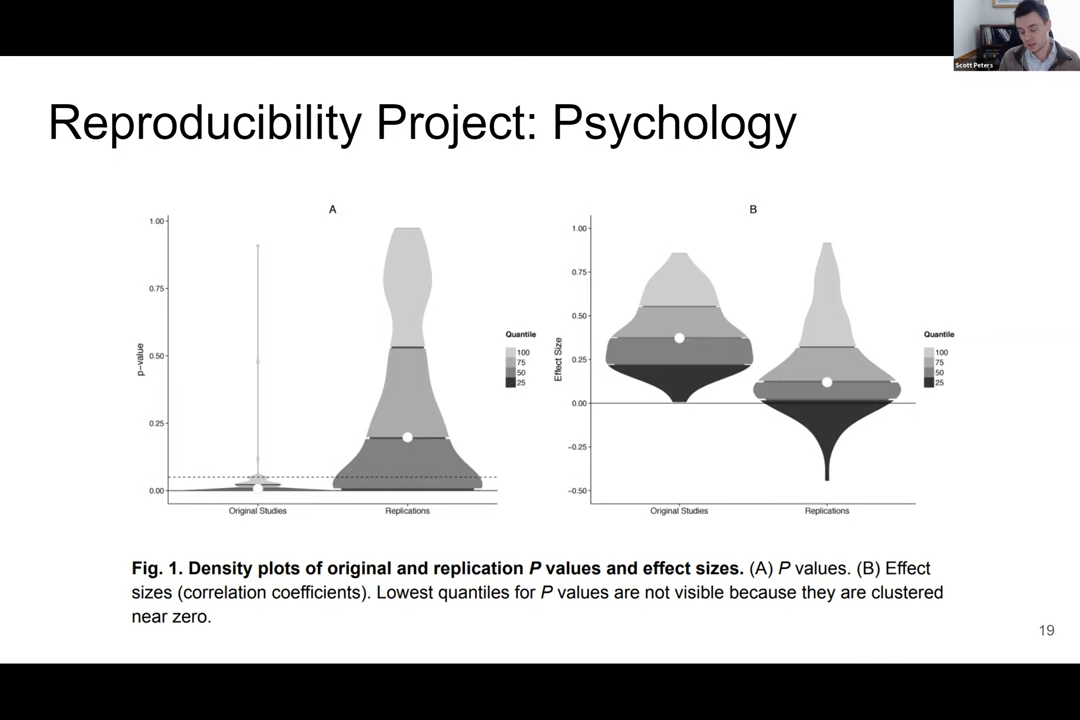 Scott Peters
Reproducibility Project: Psychology
A
1.00
0.75
0.50
0.25
0.00
p-value
Original Studies
Replications
Quantile
100
75
50
25
B
1.00
0.75
0.50
0.25
0.00
−0.25
−0.50
Effect Size
Original Studies
Replications
Quantile
100
75
50
25
Fig. 1. Density plots of original and replication P values and effect sizes. (A) P values. (B) Effect
sizes (correlation coefficients). Lowest quantiles for P values are not visible because they are clustered
near zero.
19